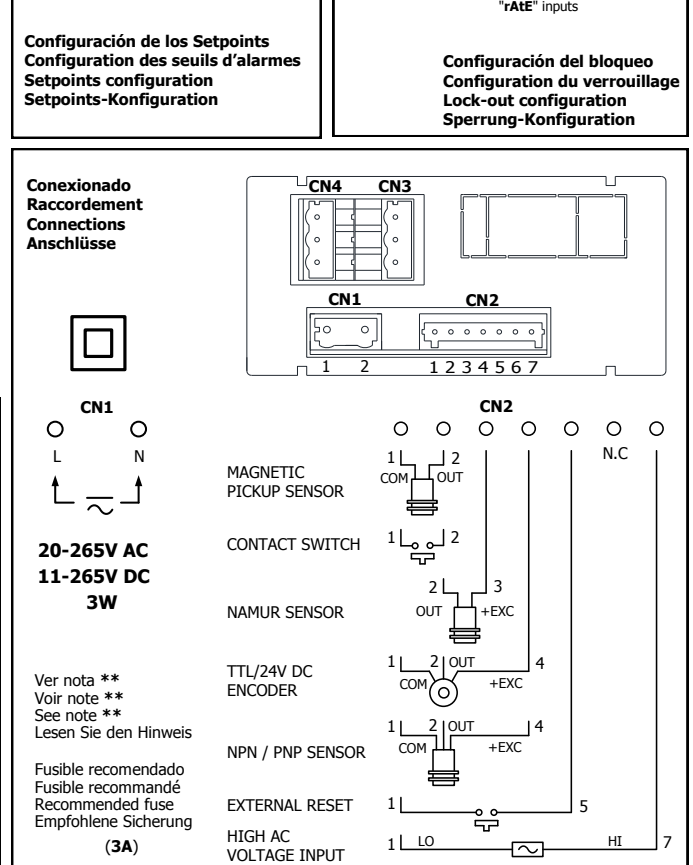 "rAtE" inputs
Configuración de los Setpoints
Configuration des seuils d'alarmes
Setpoints configuration
Setpoints-Konfiguration
Configuración del bloqueo
Configuration du verrouillage
Lock-out configuration
Sperrung-Konfiguration
Conexionado
Raccordement
Connections
Anschlüsse
CN4 CN3
CN1 CN2
1 2 1 2 3 4 5 6 7
CN1
L N
20-265V AC
11-265V DC
3W
Ver nota **
Voir note **
See note **
Lesen Sie den Hinweis
Fusible recomendado
Fusible recommandé
Recommended fuse
Empfohlene Sicherung
(3A)
CN2
N.C
MAGNETIC
PICKUP SENSOR
1 2
COM OUT
CONTACT SWITCH
1 2
NAMUR SENSOR
2 3
OUT +EXC
TTL/24V DC
ENCODER
1 2 OUT 4
COM +EXC
NPN / PNP SENSOR
1 2 OUT 4
COM +EXC
EXTERNAL RESET
1 5
HIGH AC
VOLTAGE INPUT
1 LO HI 7